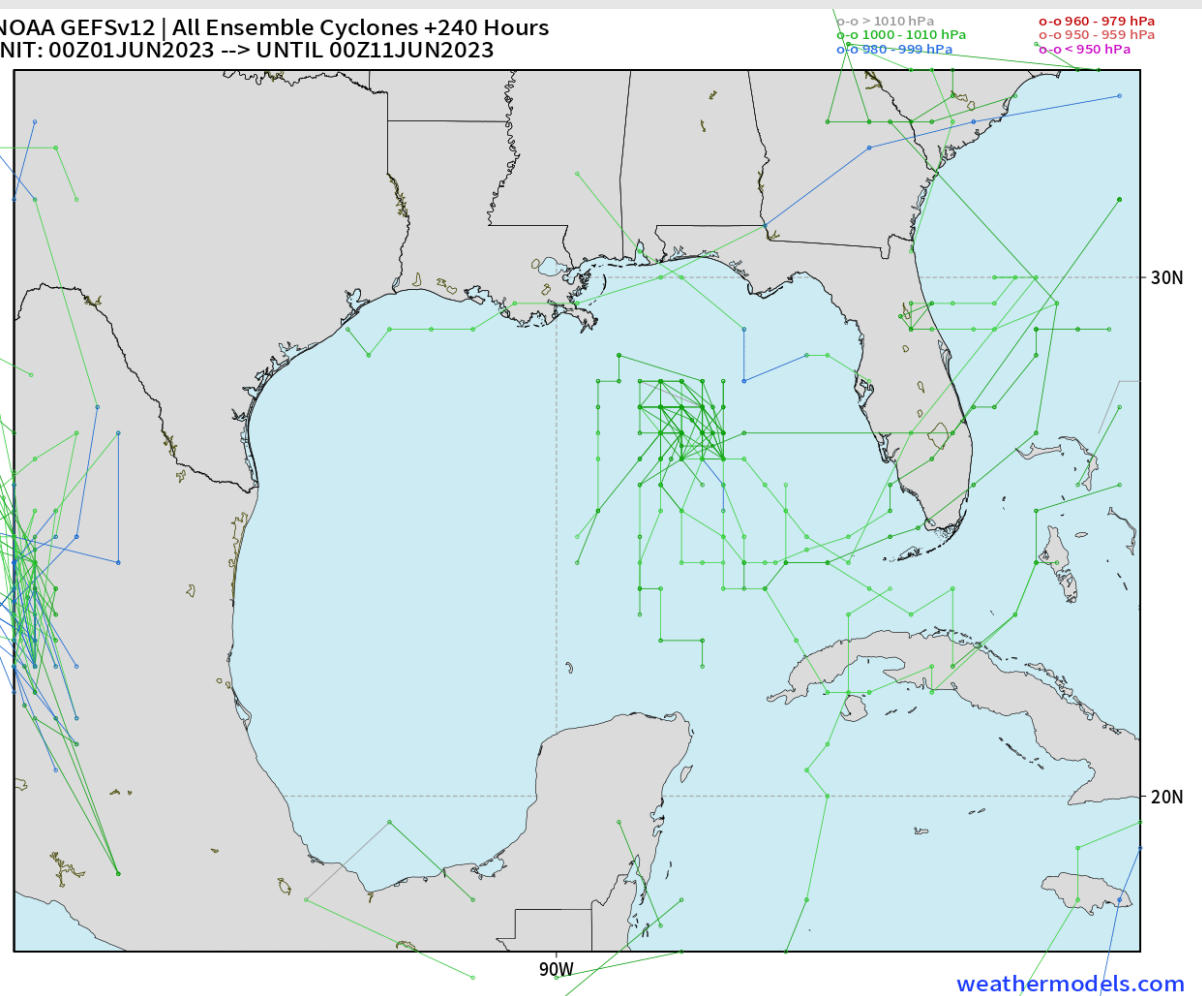 NOAA GEFSv12 | All Ensemble Cyclones +240 Hours
NIT: 00Z01JUN2023 --> UNTIL 00Z11JUN2023
o-o > 1010 hPa
o-o 1000 - 1010 hPa
o-o 980 - 999 hPa
o-o 960 - 979 hPa
o-o 950 - 959 hPa
o-o < 950 hPa
30N
20N
90W
weathermodels.com